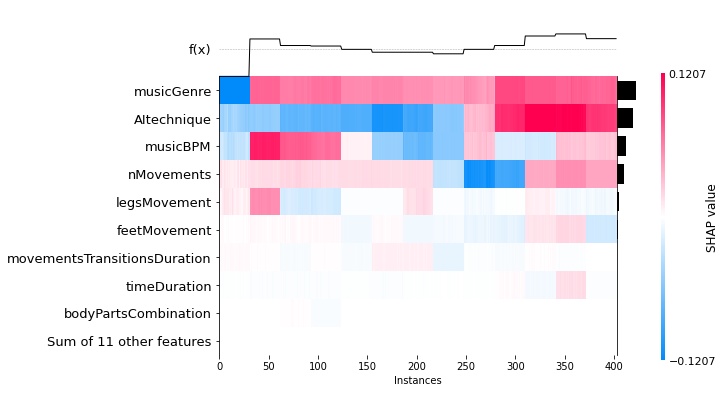 f(x)
musicGenre
AItechnique
musicBPM
nMovements
legsMovement
feetMovement
movementsTransitionsDuration
timeDuration
bodyPartsCombination
Sum of 11 other features
0 50 100 150 200 250 300 350 400
Instances
0.1207
−0.1207
SHAP value